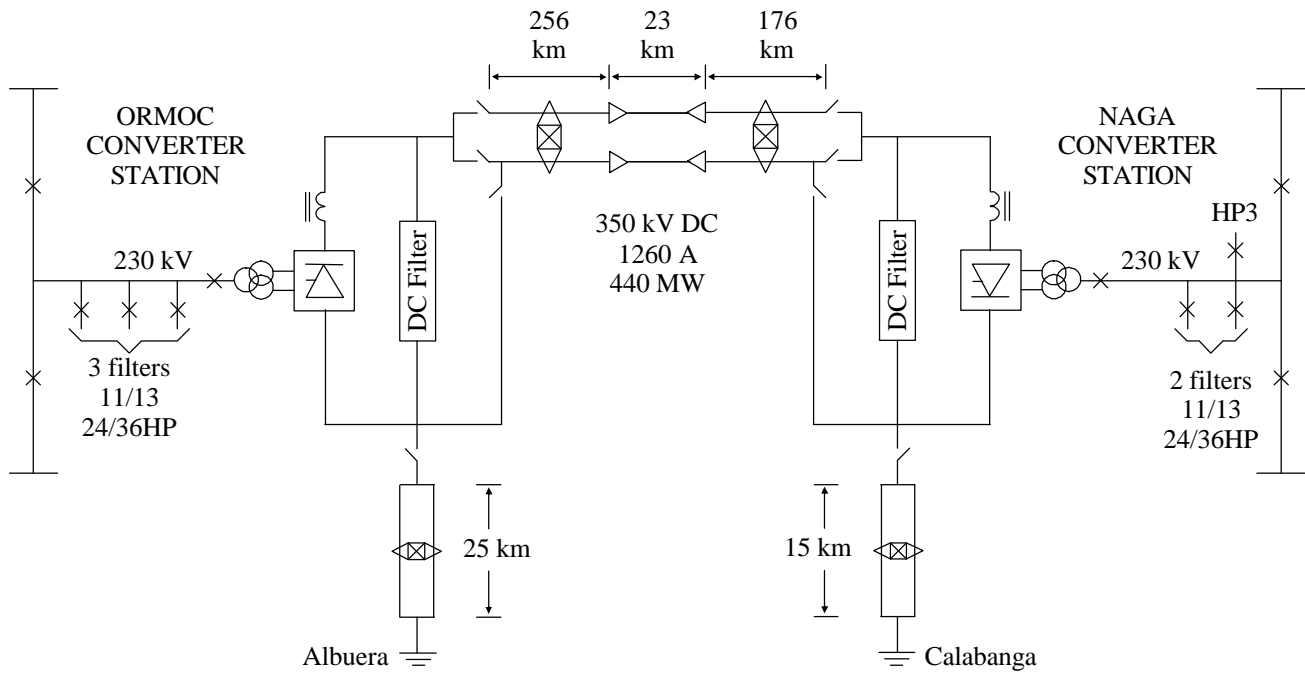 256
km
23
km
176
km
ORMOC
CONVERTER
STATION
NAGA
CONVERTER
STATION
HP3
230 kV
DC Filter
350 kV DC
1260 A
440 MW
DC Filter
230 kV
3 filters
11/13
24/36HP
2 filters
11/13
24/36HP
25 km
15 km
Albuera
Calabanga